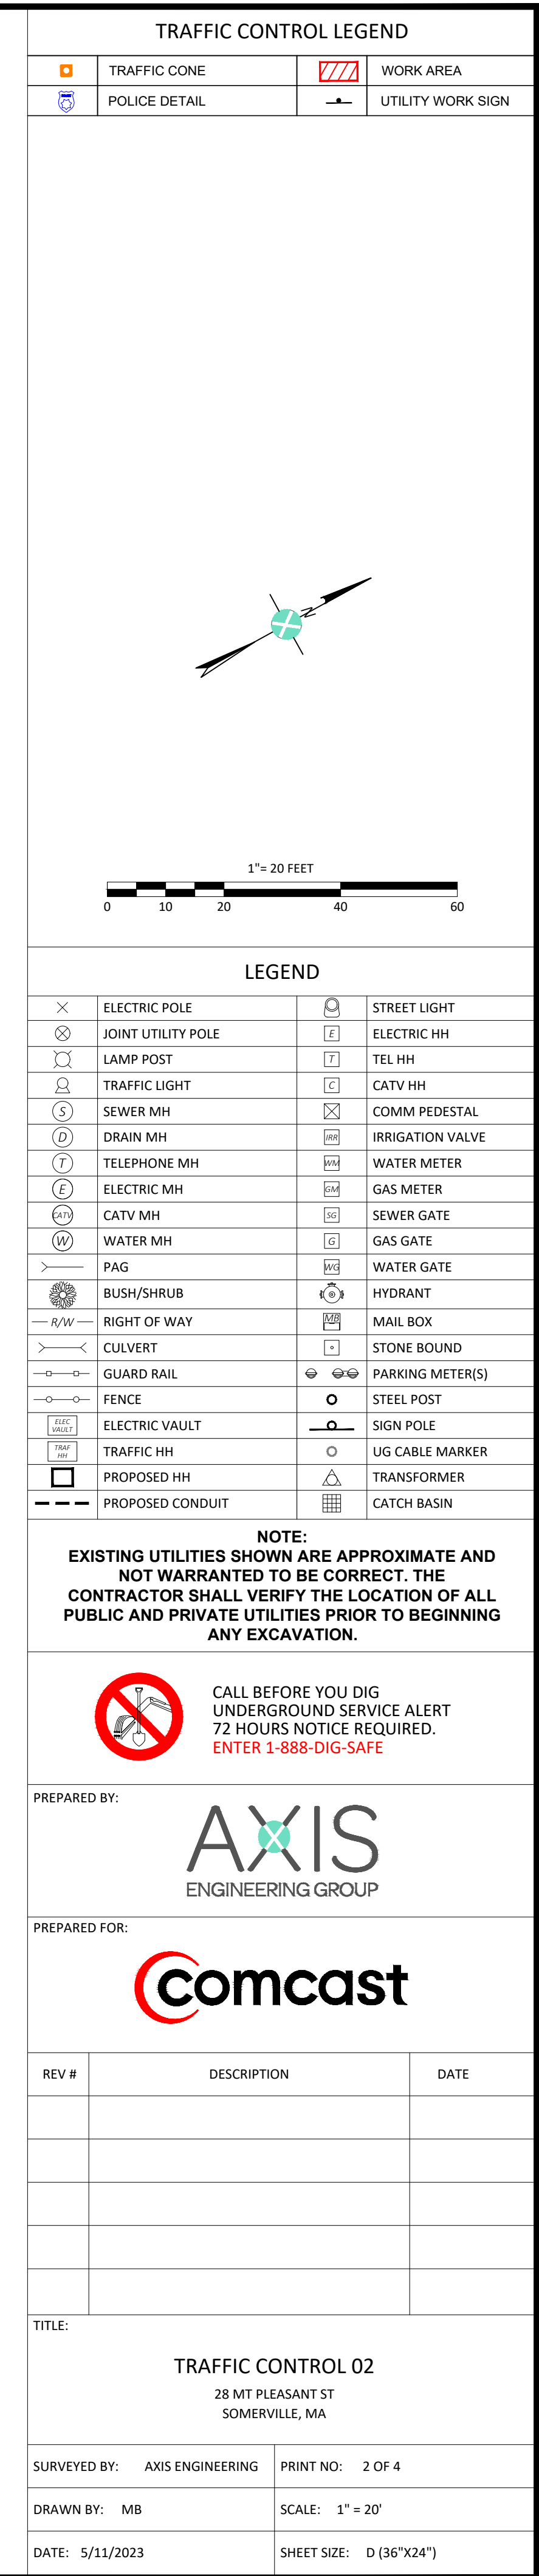 TRAFFIC CONTROL LEGEND
TRAFFIC CONE WORK AREA
POLICE DETAIL UTILITY WORK SIGN
N
1"= 20 FEET
0 10 20 40 60
LEGEND
ELECTRIC POLE STREET LIGHT
JOINT UTILITY POLE E ELECTRIC HH
LAMP POST T TEL HH
TRAFFIC LIGHT C CATV HH
S SEWER MH COMM PEDESTAL
D DRAIN MH IRR IRRIGATION VALVE
T TELEPHONE MH WM WATER METER
E ELECTRIC MH GM GAS METER
CATV CATV MH SG SEWER GATE
W WATER MH G GAS GATE
PAG WG WATER GATE
BUSH/SHRUB HYDRANT
R/W RIGHT OF WAY MB MAIL BOX
CULVERT STONE BOUND
GUARD RAIL PARKING METER(S)
FENCE STEEL POST
ELEC VAULT ELECTRIC VAULT SIGN POLE
TRAF HH TRAFFIC HH UG CABLE MARKER
PROPOSED HH TRANSFORMER
PROPOSED CONDUIT CATCH BASIN
NOTE:
EXISTING UTILITIES SHOWN ARE APPROXIMATE AND
NOT WARRANTED TO BE CORRECT. THE
CONTRACTOR SHALL VERIFY THE LOCATION OF ALL
PUBLIC AND PRIVATE UTILITIES PRIOR TO BEGINNING
ANY EXCAVATION.
CALL BEFORE YOU DIG
UNDERGROUND SERVICE ALERT
72 HOURS NOTICE REQUIRED.
ENTER 1-888-DIG-SAFE
PREPARED BY:
AXIS
ENGINEERING GROUP
PREPARED FOR:
comcast
REV # DESCRIPTION DATE
TITLE:
TRAFFIC CONTROL 02
28 MT PLEASANT ST
SOMERVILLE, MA
SURVEYED BY: AXIS ENGINEERING PRINT NO: 2 OF 4
DRAWN BY: MB SCALE: 1" = 20'
DATE: 5/11/2023 SHEET SIZE: D (36"X24")